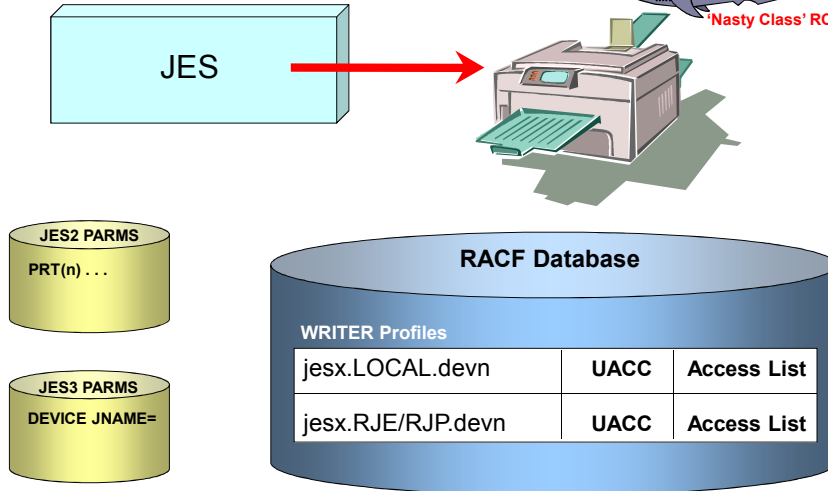 'Nasty Class'
JES
JES2 PARMS
PRT(n) . . .
JES3 PARMS
DEVICE JNAME=
RACF Database
WRITER Profiles
jesx.LOCAL.devn UACC Access List
jesx.RJE/RJP.devn UACC Access List